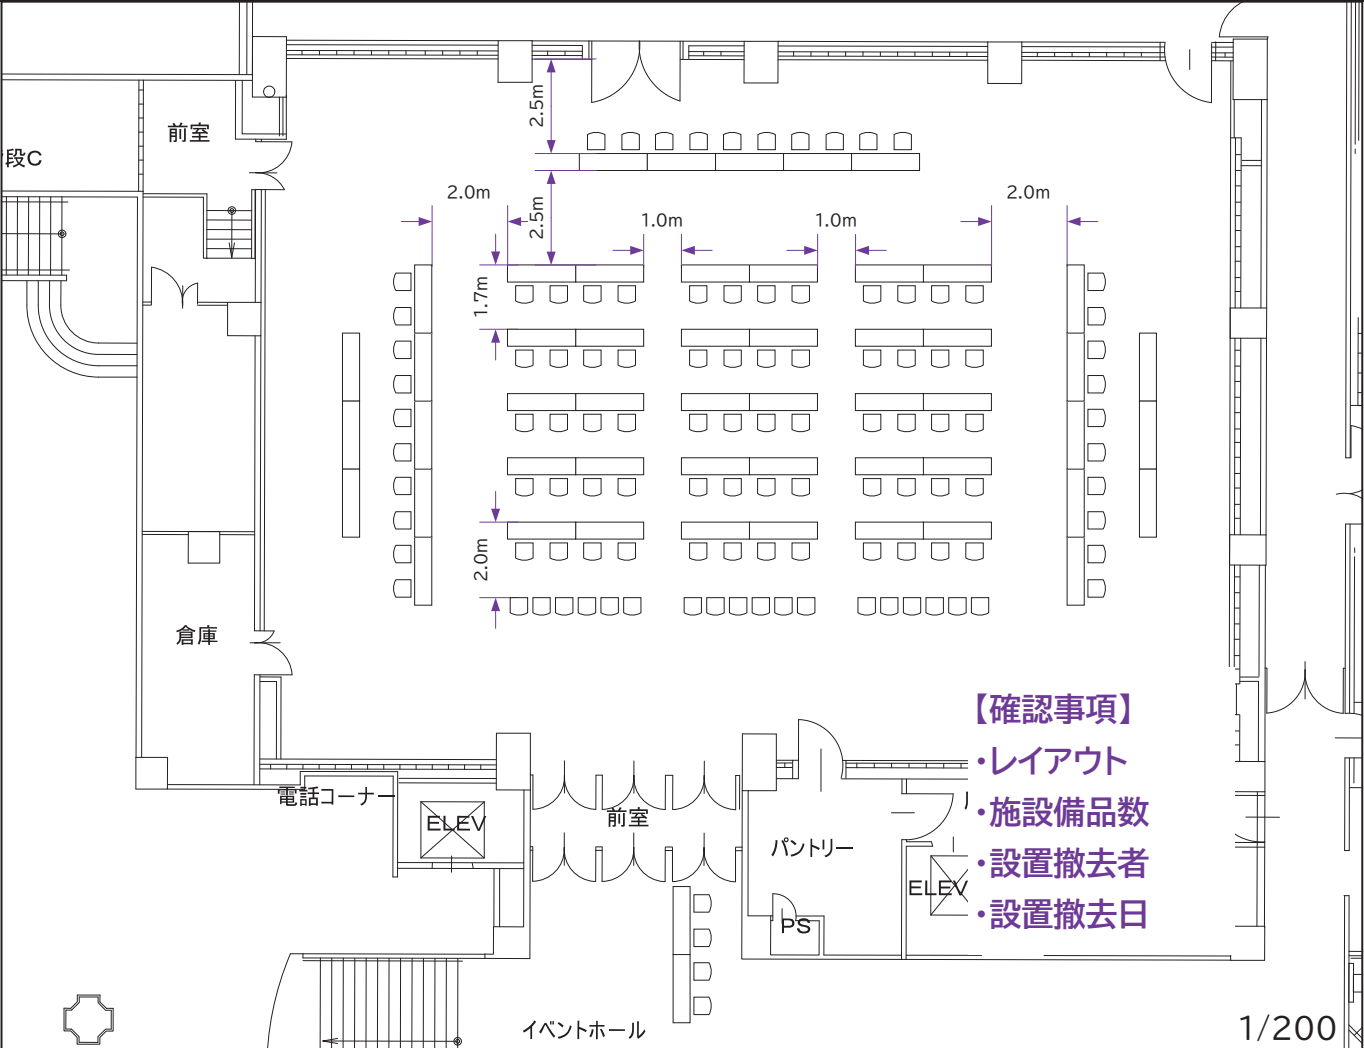 前室
段C
2.5m
2.0m
2.5m
1.0m
1.0m
2.0m
1.7m
2.0m
倉庫
【確認事項】
・レイアウト
・施設備品数
・設置撤去者
・設置撤去日
電話コーナー
ELEV
前室
パントリー
ELEV
PS
イベントホール
1/200